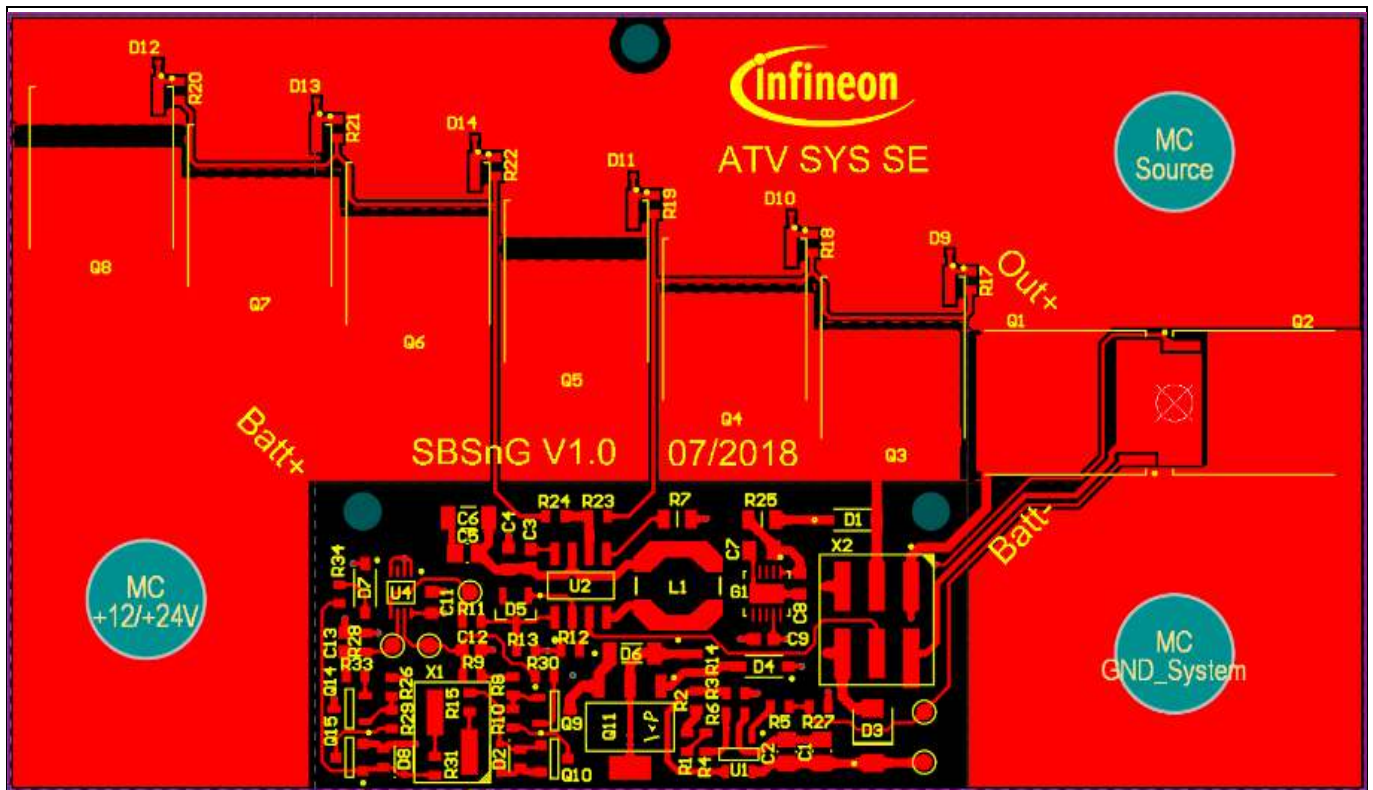 D12
R20
D13
R21
D14
R22
D11
R19
D10
R18
D9
R17
infineon
ATV SYS SE
MC
Source
Out+
Q8
Q7
Q6
Q5
Q4
Q3
Q1
Q2
Batt+
SBSnG V1.0 07/2018
Batt-
MC
+12/+24V
MC
GND_System
C6
C5
C4
C3
R24
R23
R7
R25
D1
X2
R34
D7
U4
C11
R11
D5
U2
L1
C7
G1
C8
C9
C13
R28
R33
C12
R13
R12
R9
R30
D6
R14
D4
X1
Q14
Q15
R26
R29
D8
R15
R31
R8
R10
D2
Q9
Q10
Q11
R2
R3
R6
R1
R4
U1
C2
C1
R5
R27
D3